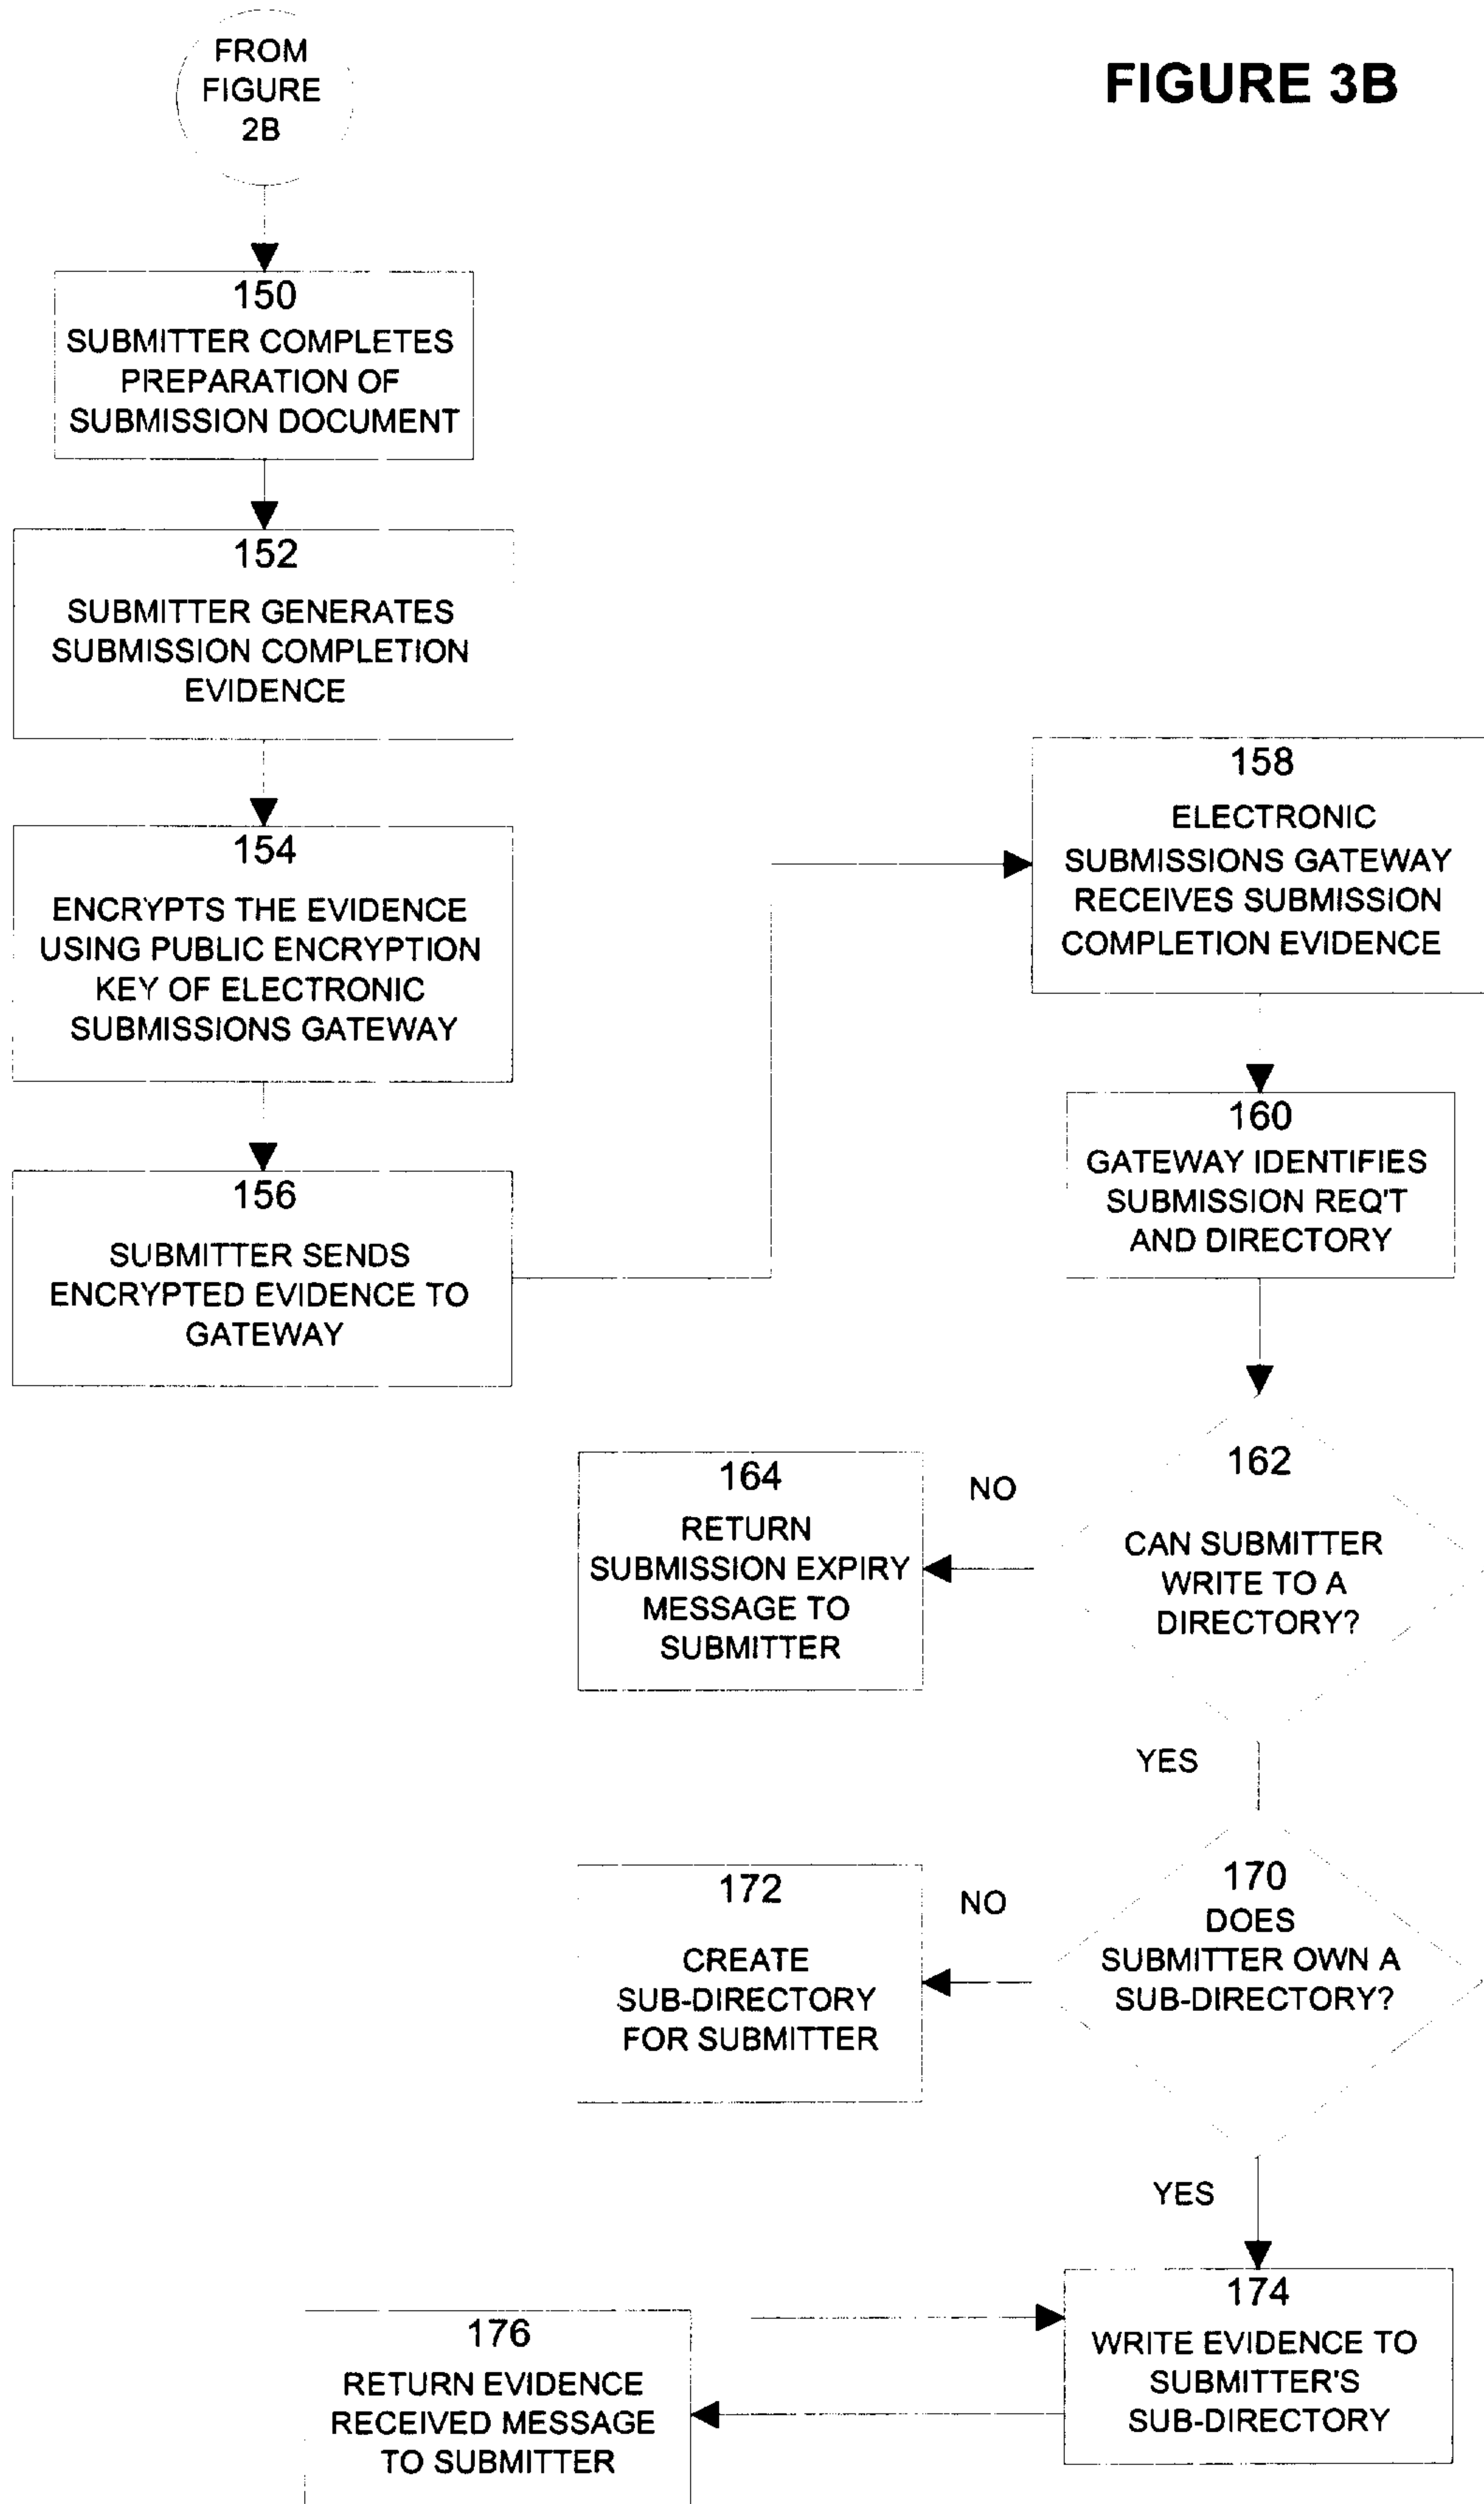 FROM
FIGURE
2B
FIGURE 3B
150
SUBMITTER COMPLETES
PREPARATION OF
SUBMISSION DOCUMENT
152
SUBMITTER GENERATES
SUBMISSION COMPLETION
EVIDENCE
154
ENCRYPTS THE EVIDENCE
USING PUBLIC ENCRYPTION
KEY OF ELECTRONIC
SUBMISSIONS GATEWAY
156
SUBMITTER SENDS
ENCRYPTED EVIDENCE TO
GATEWAY
158
ELECTRONIC
SUBMISSIONS GATEWAY
RECEIVES SUBMISSION
COMPLETION EVIDENCE
160
GATEWAY IDENTIFIES
SUBMISSION REQ'T
AND DIRECTORY
162
CAN SUBMITTER
WRITE TO A
DIRECTORY?
NO
164
RETURN
SUBMISSION EXPIRY
MESSAGE TO
SUBMITTER
YES
170
DOES
SUBMITTER OWN A
SUB-DIRECTORY?
NO
172
CREATE
SUB-DIRECTORY
FOR SUBMITTER
YES
174
WRITE EVIDENCE TO
SUBMITTER'S
SUB-DIRECTORY
176
RETURN EVIDENCE
RECEIVED MESSAGE
TO SUBMITTER